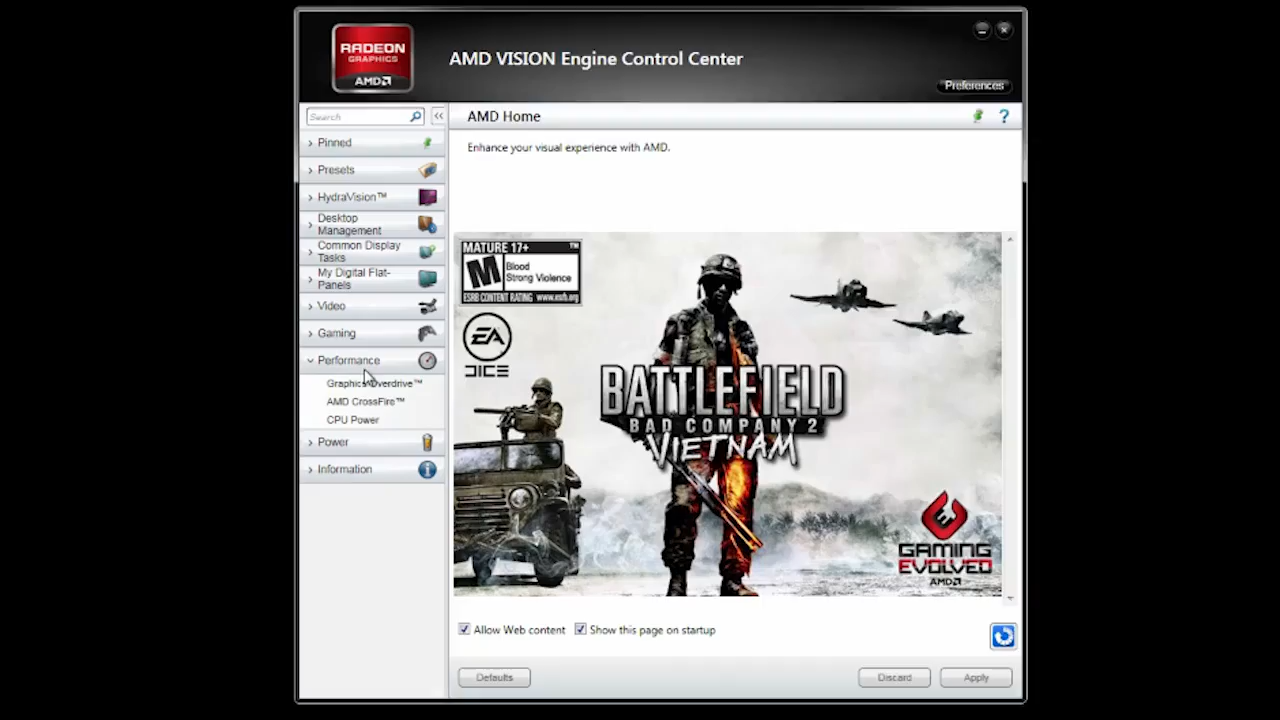 RADEON
GRAPHICS
AMD
AMD VISION Engine Control Center
Preferences
Search
AMD Home
Pinned
Enhance your visual experience with AMD.
Presets
HydraVision™
Desktop
Management
Common Display
Tasks
My Digital Flat-
Panels
Video
Gaming
Performance
Graphics Overdrive™
AMD CrossFire™
CPU Power
Power
Information
MATURE 17+
M
Blood
Strong Violence
ESRB CONTENT RATING www.esrb.org
EA
DICE
BATTLEFIELD
BAD COMPANY 2
VIETNAM
GAMING
EVOLVED
AMD
Allow Web content
Show this page on startup
Defaults
Discard
Apply